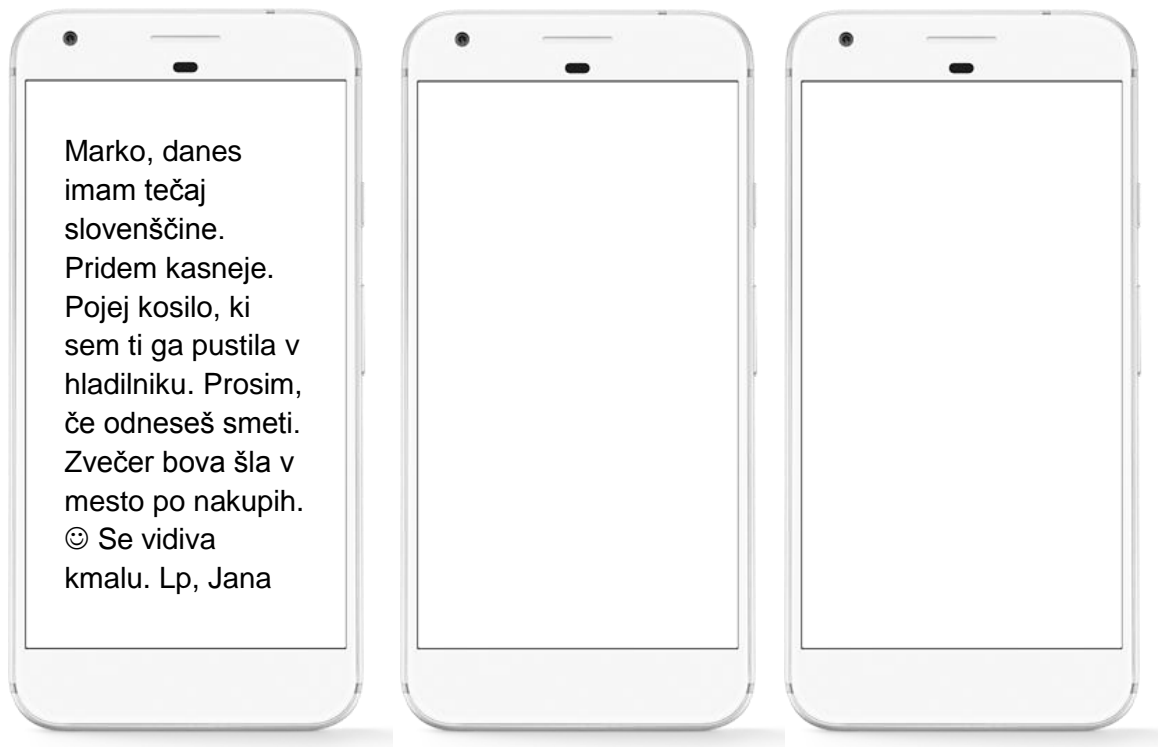 Marko, danes
imam tečaj
slovenščine.
Pridem kasneje.
Pojej kosilo, ki
sem ti ga pustila v
hladilniku. Prosim,
če odneseš smeti.
Zvečer bova šla v
mesto po nakupih.
☺ Se vidiva
kmalu. Lp, Jana